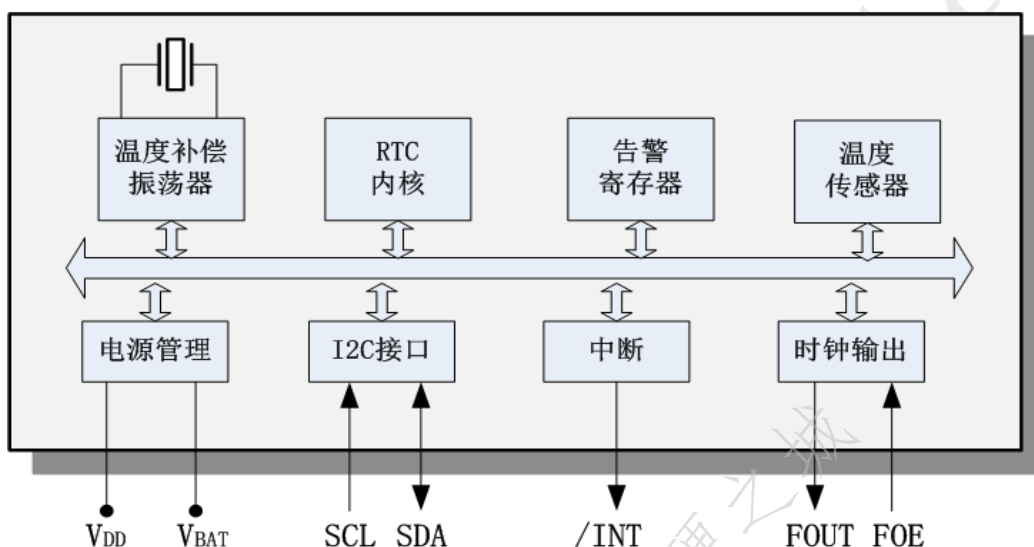 温度补偿
振荡器
RTC
内核
告警
寄存器
温度
传感器
电源管理
I2C接口
中断
时钟输出
VDD
VBAT
SCL
SDA
/INT
FOUT
FOE